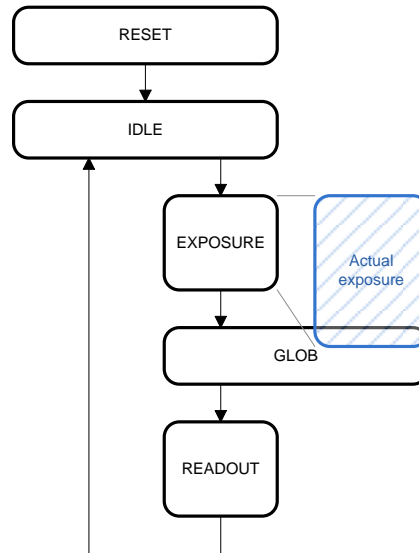 RESET
IDLE
EXPOSURE
Actual
exposure
GLOB
READOUT